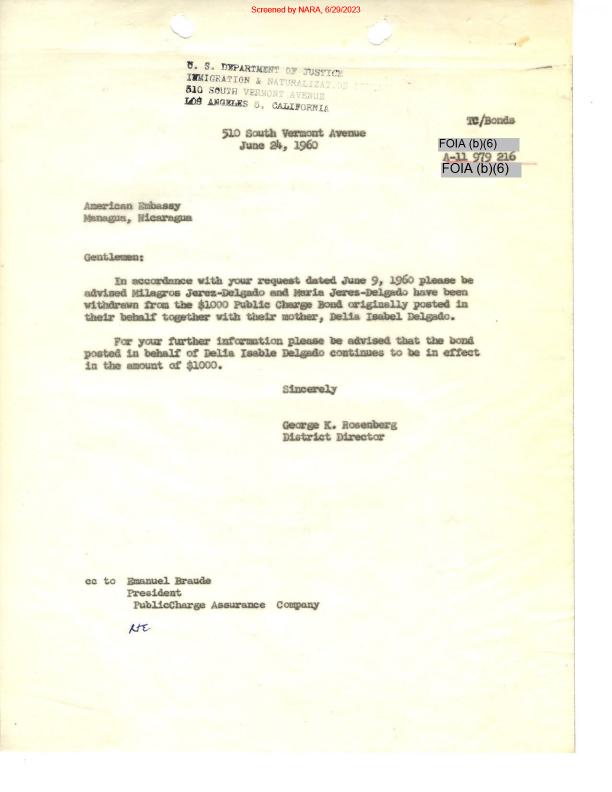 Screened by NARA, 6/29/2023
U. S. DEPARTMENT OF JUSTICE
IMMIGRATION & NATURALIZATION
510 SOUTH VERMONT AVENUE
LOS ANGELES 5, CALIFORNIA
TC/Bonds
510 South Vermont Avenue
June 24, 1960
FOIA (b)(6)
A-11 979 216
FOIA (b)(6)
American Embassy
Managua, Nicaragua
Gentlemen:
In accordance with your request dated June 9, 1960 please be
advised Milagros Jerez-Delgado and Maria Jerez-Delgado have been
withdrawn from the $1000 Public Charge Bond originally posted in
their behalf together with their mother, Delia Isabel Delgado.
For your further information please be advised that the bond
posted in behalf of Delia Isable Delgado continues to be in effect
in the amount of $1000.
Sincerely
George K. Rosenberg
District Director
cc to Emanuel Braude
President
PublicCharge Assurance Company